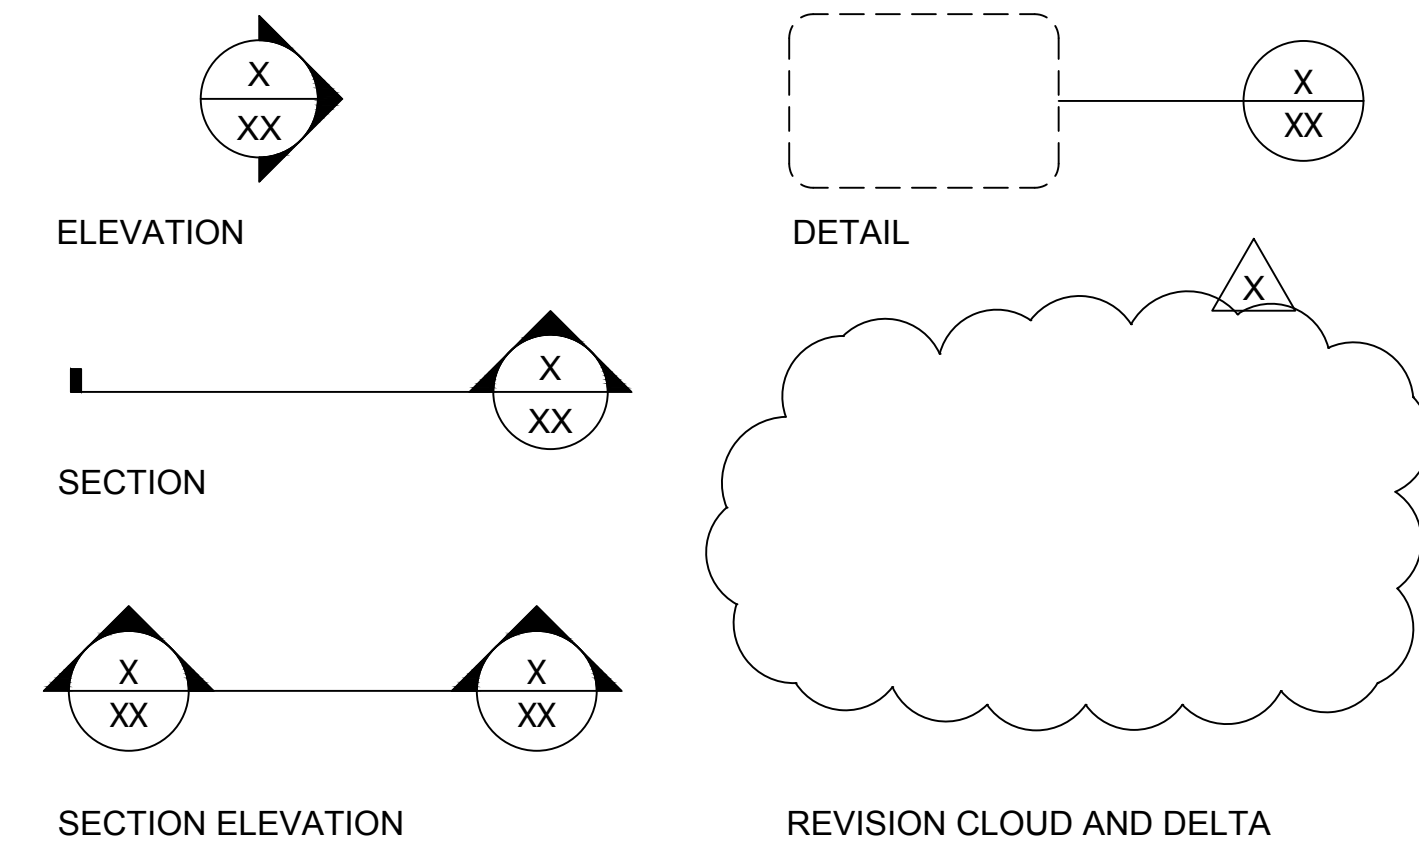 X
XX
ELEVATION
X
XX
DETAIL
X
XX
SECTION
X
X
XX
X
XX
SECTION ELEVATION
REVISION CLOUD AND DELTA